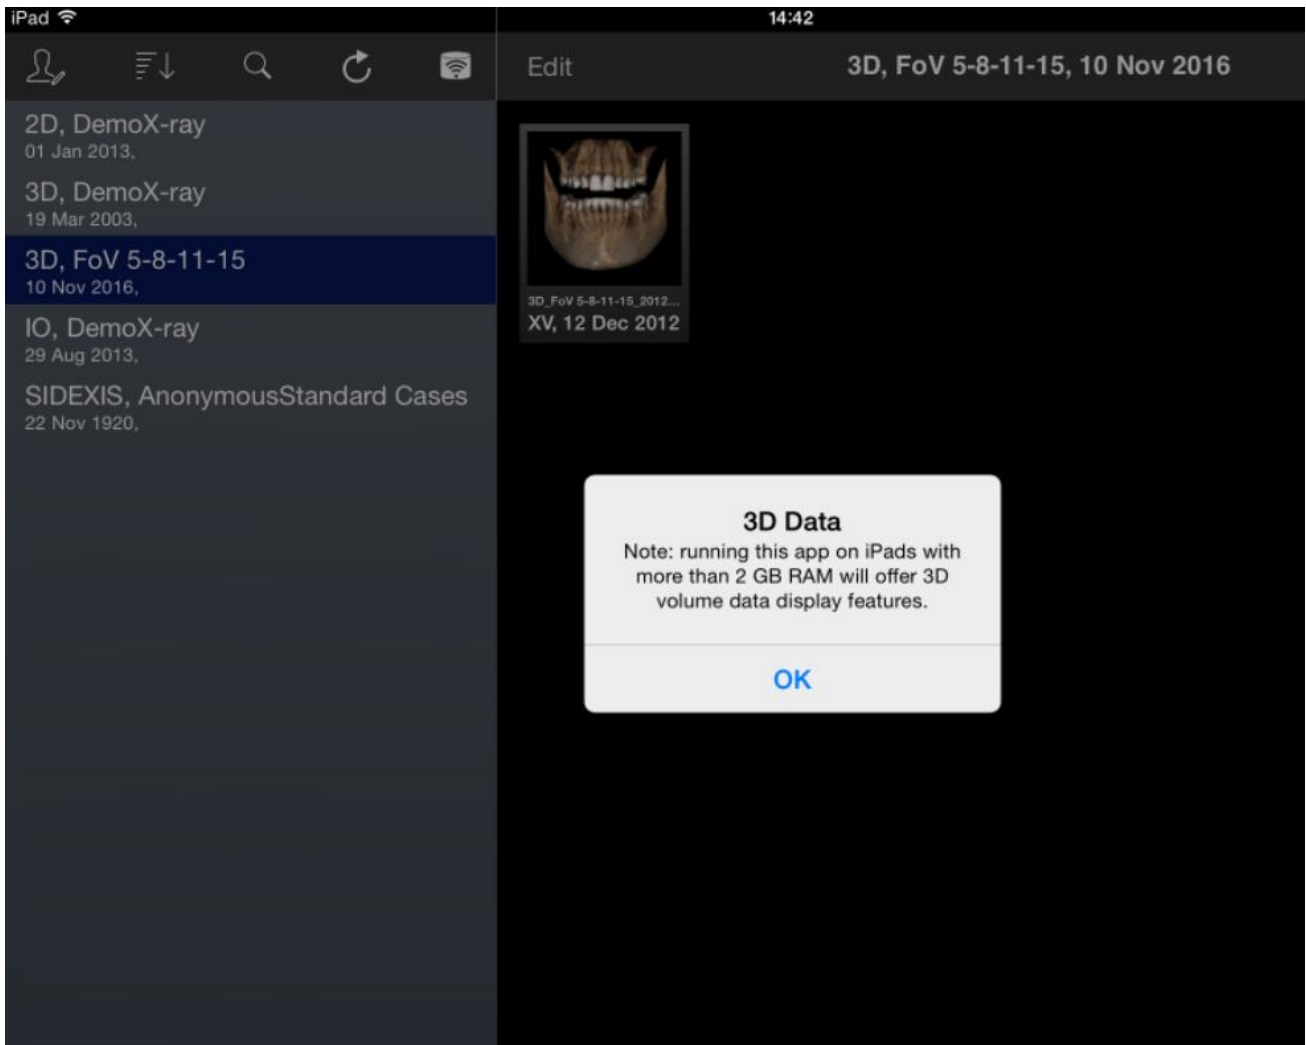 iPad
14:42
Edit
3D, FoV 5-8-11-15, 10 Nov 2016
2D, DemoX-ray
01 Jan 2013,
3D, DemoX-ray
19 Mar 2003,
3D, FoV 5-8-11-15
10 Nov 2016,
IO, DemoX-ray
29 Aug 2013,
SIDEXIS, AnonymousStandard Cases
22 Nov 1920,
3D_FoV 5-8-11-15_2012...
XV, 12 Dec 2012
3D Data
Note: running this app on iPads with
more than 2 GB RAM will offer 3D
volume data display features.
OK